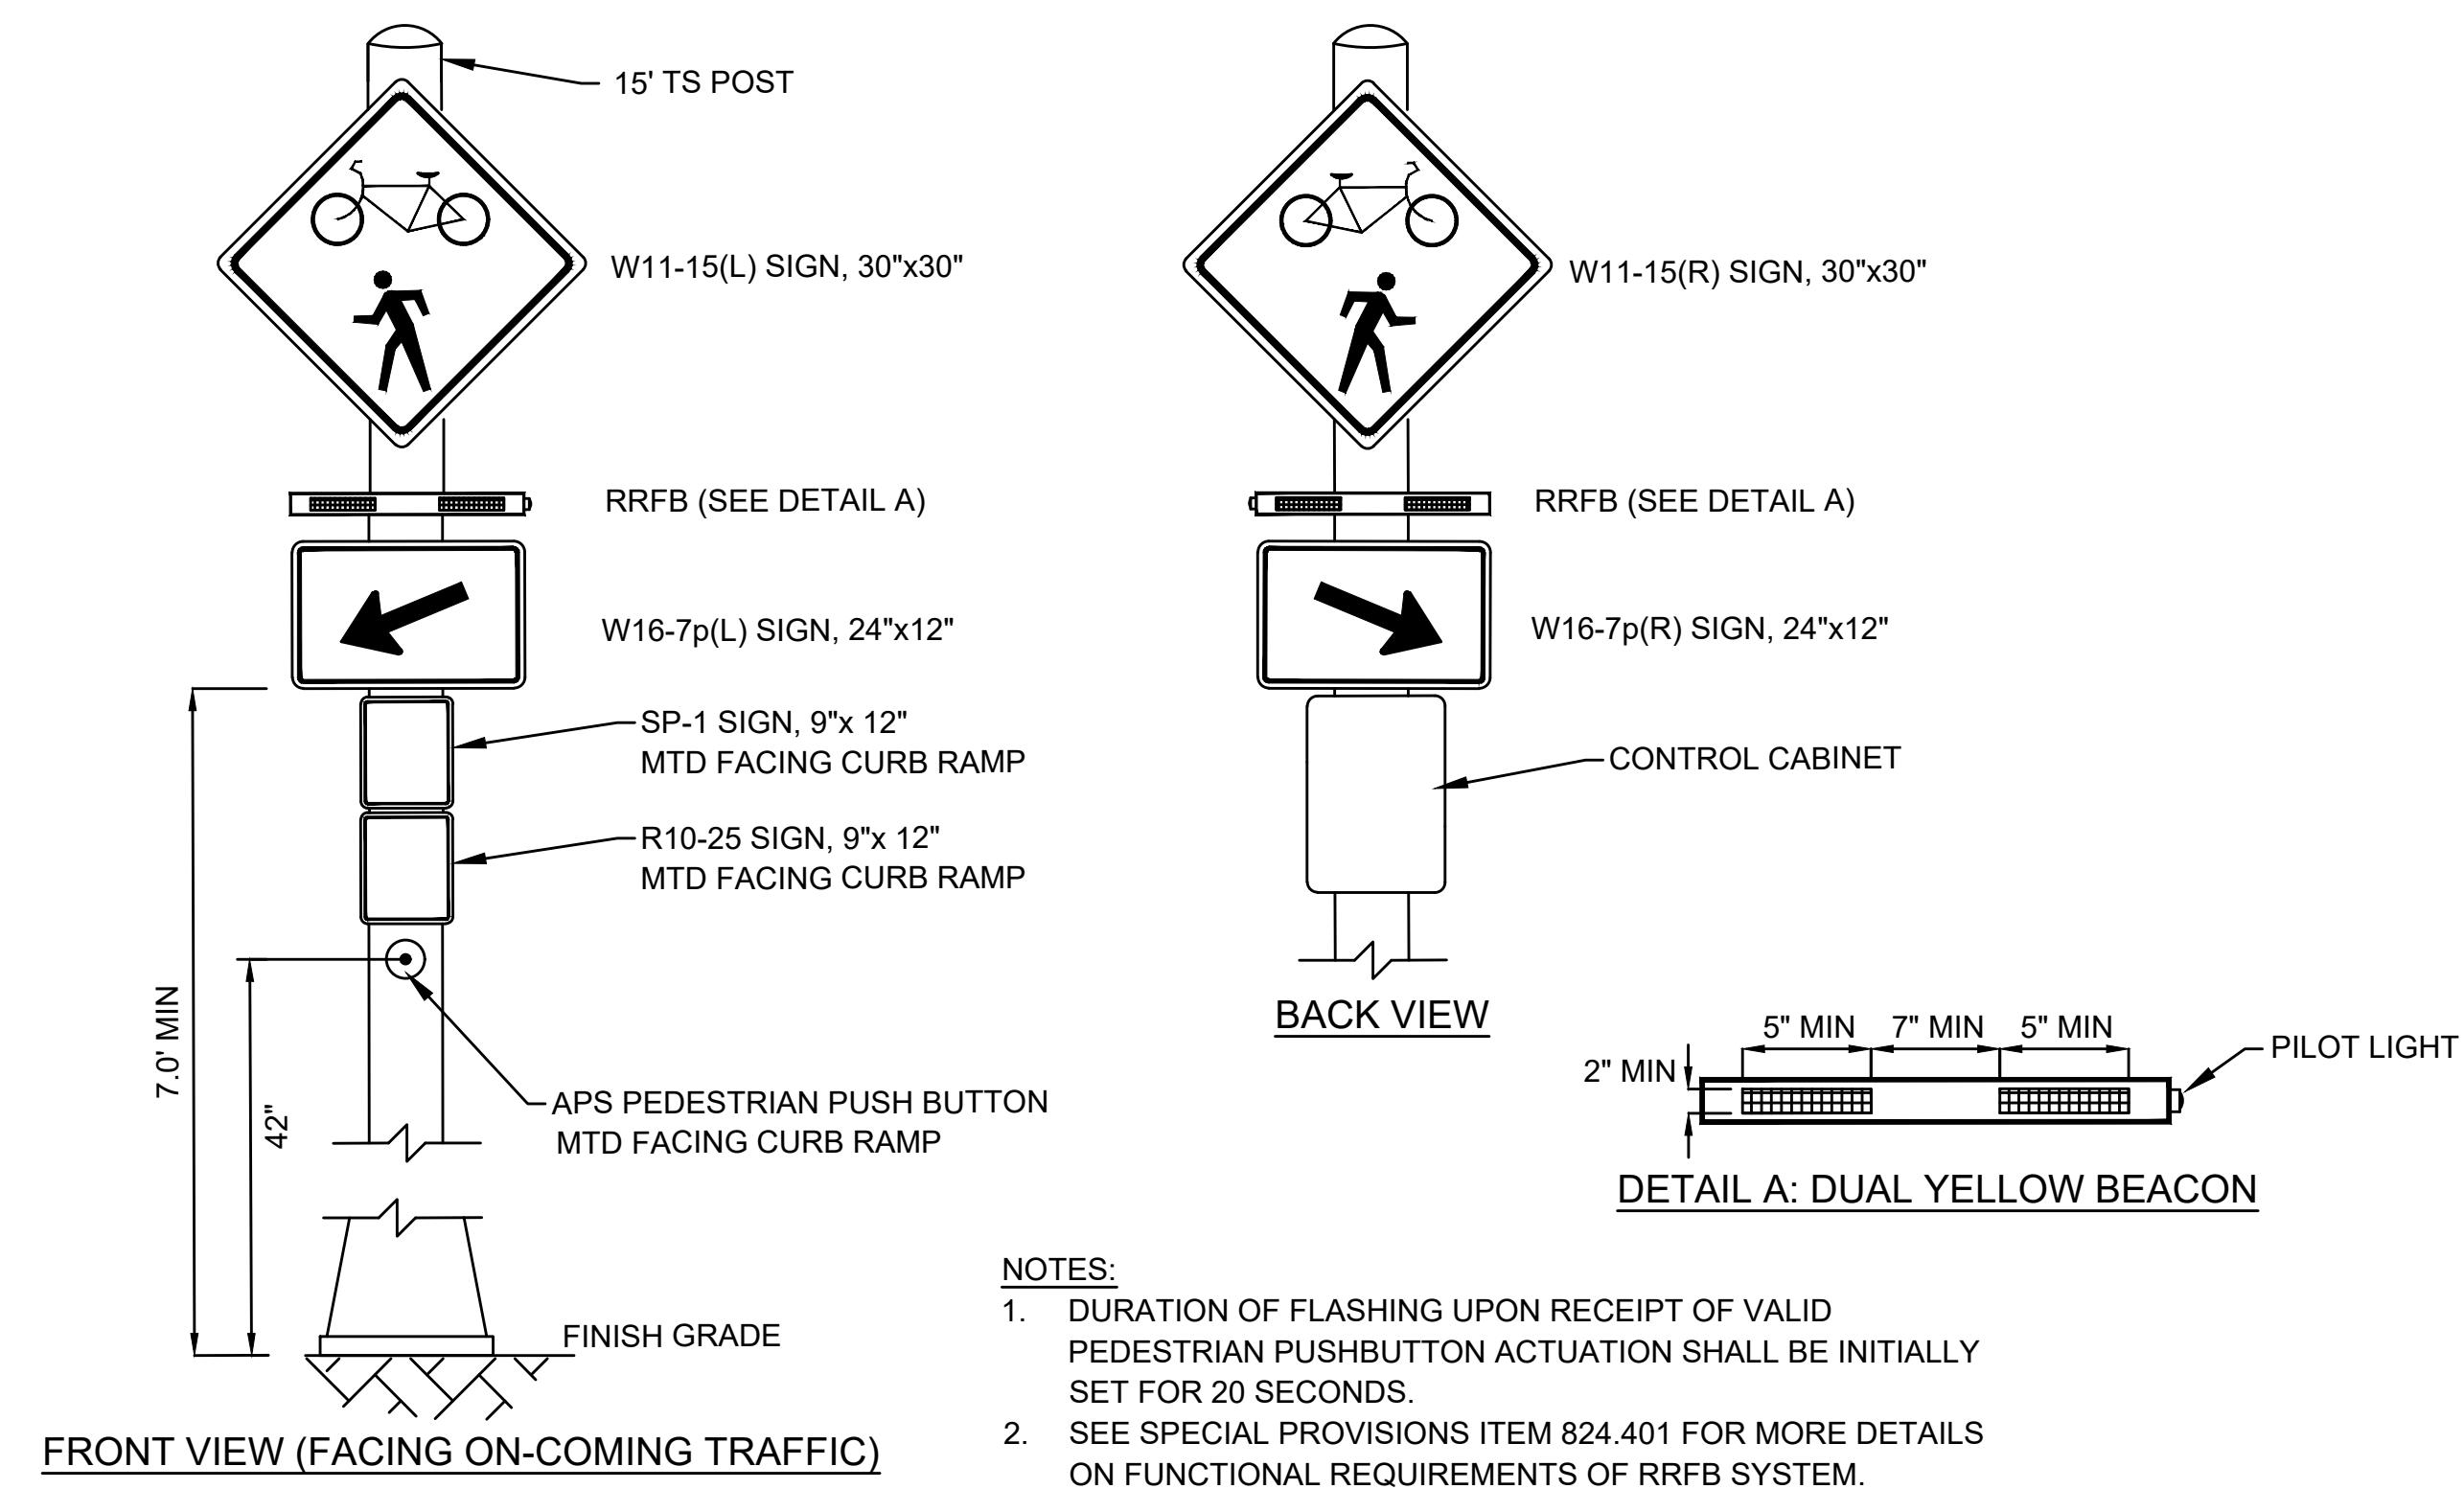 15' TS POST
W11-15(L) SIGN, 30"x30"
RRFB (SEE DETAIL A)
W16-7p(L) SIGN, 24"x12"
SP-1 SIGN, 9"x 12"
MTD FACING CURB RAMP
R10-25 SIGN, 9"x 12"
MTD FACING CURB RAMP
7.0' MIN
42"
APS PEDESTRIAN PUSH BUTTON
MTD FACING CURB RAMP
FINISH GRADE
FRONT VIEW (FACING ON-COMING TRAFFIC)
W11-15(R) SIGN, 30"x30"
RRFB (SEE DETAIL A)
W16-7p(R) SIGN, 24"x12"
CONTROL CABINET
BACK VIEW
5" MIN 7" MIN 5" MIN
2" MIN
PILOT LIGHT
DETAIL A: DUAL YELLOW BEACON
NOTES:
1. DURATION OF FLASHING UPON RECEIPT OF VALID
PEDESTRIAN PUSHBUTTON ACTUATION SHALL BE INITIALLY
SET FOR 20 SECONDS.
2. SEE SPECIAL PROVISIONS ITEM 824.401 FOR MORE DETAILS
ON FUNCTIONAL REQUIREMENTS OF RRFB SYSTEM.